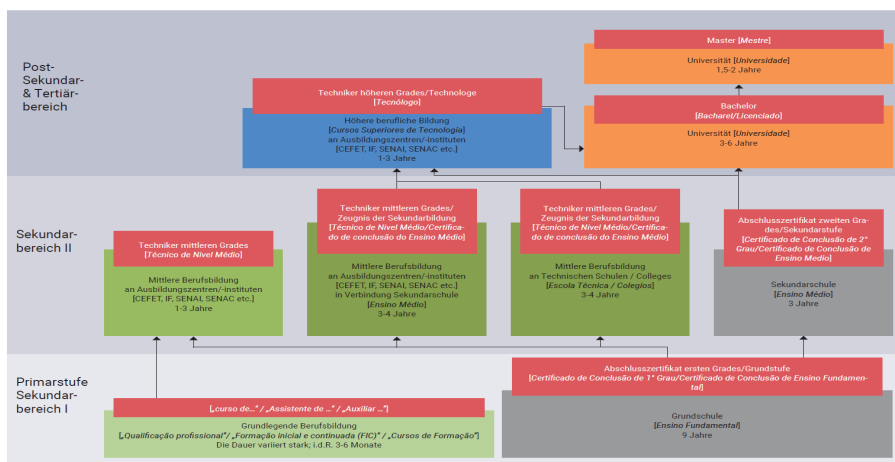 Post-
Sekundar-
& Tertiär-
bereich
Master [Mestre]
Universität [Universidade]
1,5-2 Jahre
Techniker höheren Grades/Technologe
[Tecnólogo]
Höhere berufliche Bildung
[Cursos Superiores de Tecnologia]
an Ausbildungszentren/-instituten
[CEFET, IF, SENAI, SENAC etc.]
1-3 Jahre
Bachelor
[Bacharel/Licenciado]
Universität [Universidade]
3-6 Jahre
Sekundar-
bereich II
Techniker mittleren Grades
[Técnico de Nivel Médio]
Mittlere Berufsbildung
an Ausbildungszentren/-instituten
[CEFET, IF, SENAI, SENAC etc.]
1-3 Jahre
Techniker mittleren Grades/
Zeugnis der Sekundarbildung
[Técnico de Nivel Médio/Certifica-
do de conclusão do Ensino Médio]
Mittlere Berufsbildung
an Ausbildungszentren/-instituten
[CEFET, IF, SENAI, SENAC etc.]
in Verbindung Sekundarschule
[Ensino Médio]
3-4 Jahre
Techniker mittleren Grades/
Zeugnis der Sekundarbildung
[Técnico de Nivel Médio/Certifica-
do de conclusão do Ensino Médio]
Mittlere Berufsbildung
an Technischen Schulen / Colleges
[Escola Técnica / Colegios]
3-4 Jahre
Abschlusszertifikat zweiten Gra-
des/Sekundarstufe
[Certificado de Conclusão de 2°
Grau/Certificado de Conclusão de
Ensino Medio]
Sekundarschule
[Ensino Médio]
3 Jahre
Primarstufe
Sekundar-
bereich I
[„curso de…“ / „Assistente de …“ / „Auxiliar …“]
Grundlegende Berufsbildung
[„Qualificação profissional“/ „Formação inicial e continuada (FIC)“ / „Cursos de Formação“]
Die Dauer variiert stark; i.d.R. 3-6 Monate
Abschlusszertifikat ersten Grades/Grundstufe
[Certificado de Conclusão de 1° Grau/Certificado de Conclusão de Ensino Fundamen-
tal]
Grundschule
[Ensino Fundamental]
9 Jahre